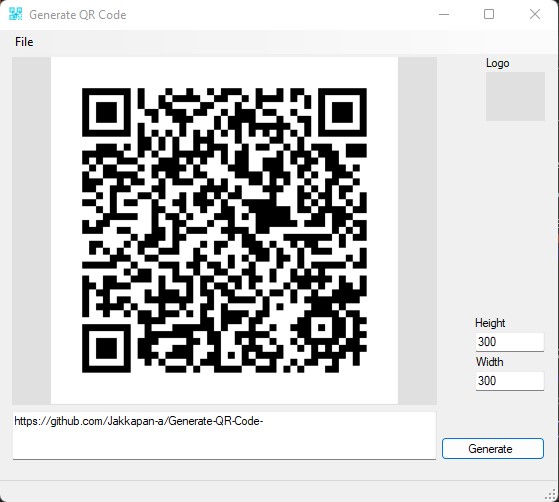 Generate QR Code
File
Logo
Height
300
Width
300
https://github.com/Jakkapan-a/Generate-QR-Code-
Generate